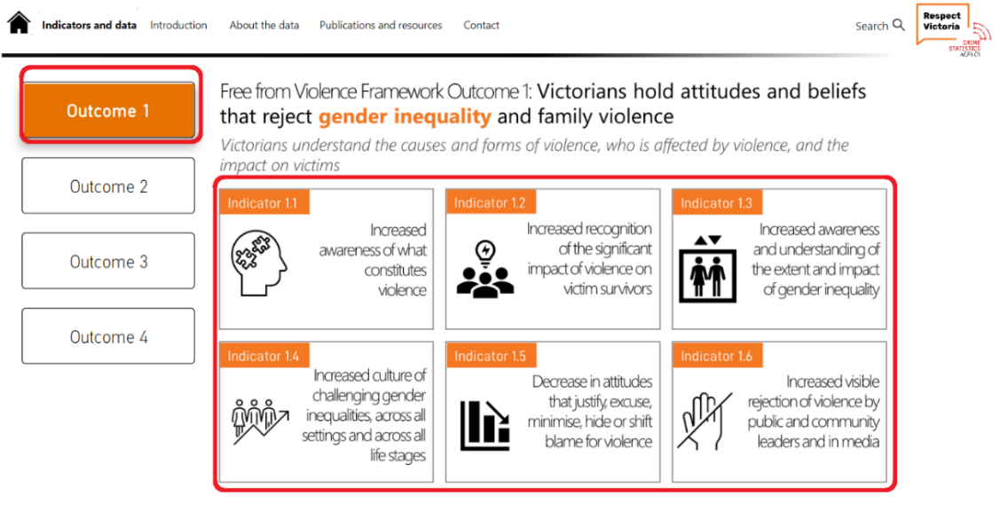 Indicators and data Introduction About the data Publications and resources Contact Search
Respect
Victoria
CRIME
STATISTICS
AGENCY
Outcome 1
Outcome 2
Outcome 3
Outcome 4
Free from Violence Framework Outcome 1: Victorians hold attitudes and beliefs
that reject gender inequality and family violence
Victorians understand the causes and forms of violence, who is affected by violence, and the
impact on victims
Indicator 1.1
Increased
awareness of what
constitutes
violence
Indicator 1.2
Increased recognition
of the significant
impact of violence on
victim survivors
Indicator 1.3
Increased awareness
and understanding of
the extent and impact
of gender inequality
Indicator 1.4
Increased culture of
challenging gender
inequalities, across all
settings and across all
life stages
Indicator 1.5
Decrease in attitudes
that justify, excuse,
minimise, hide or shift
blame for violence
Indicator 1.6
Increased visible
rejection of violence by
public and community
leaders and in media